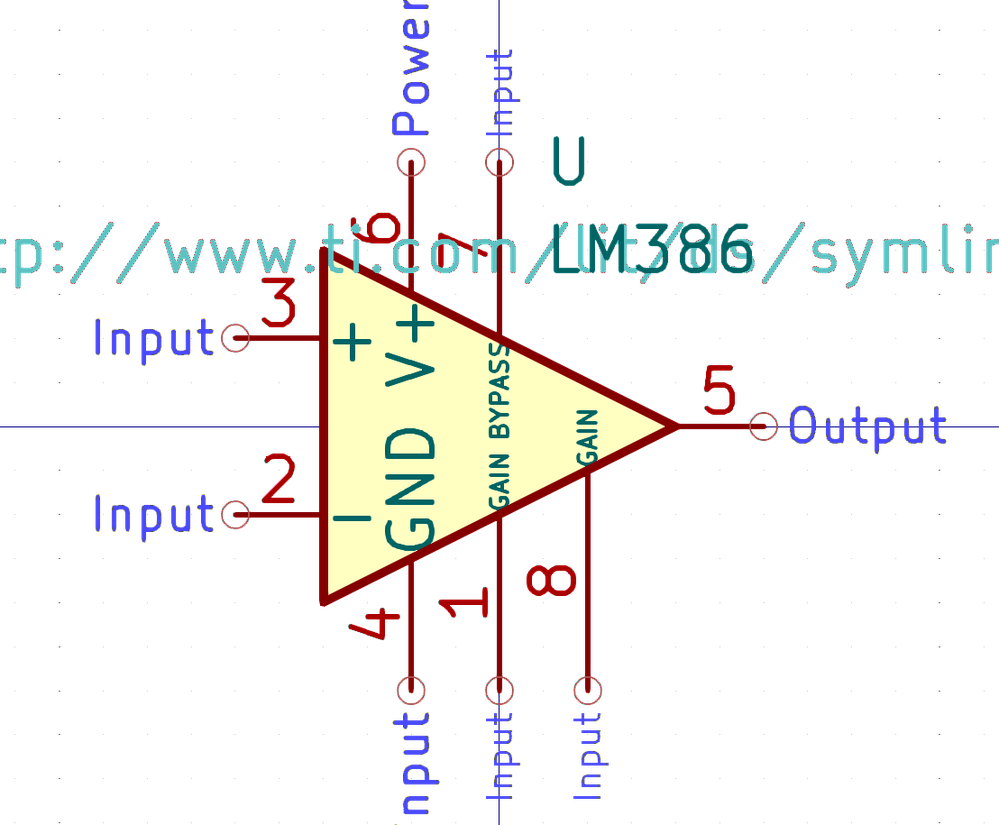 Power
Input
U
6
7
tp://www.ti.com/lit/ds/symlin
LM386
3
Input
+
V+
BYPASS
5
Output
GAIN
GND
GAIN
2
Input
−
4
1
8
Input
Input
Input